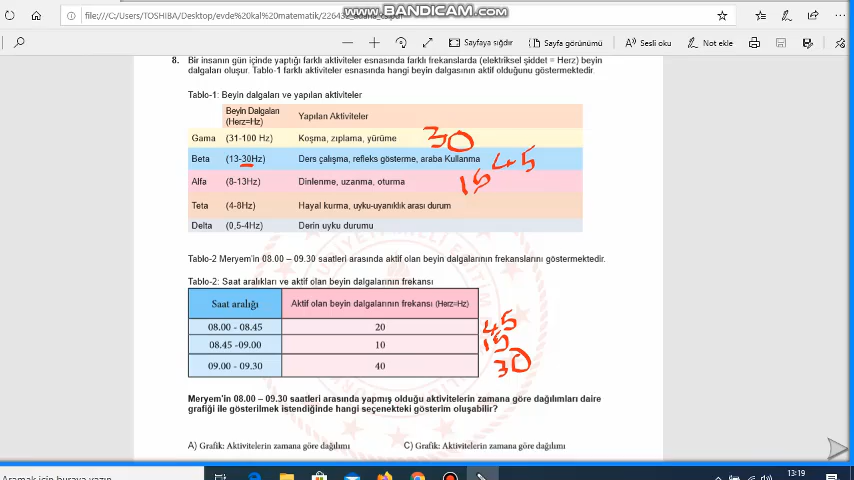 www.BANDICAM.com
file:///C:/Users/TOSHIBA/Desktop/evde kal matematik/226432_adana_c.s.pdf
Sayfaya sığdır
Sayfa görünümü
Sesli oku
Not ekle
8. Bir insanın gün içinde yaptığı farklı aktiviteler esnasında farklı frekanslarda (elektriksel şiddet = Herz) beyin
dalgaları oluşur. Tablo-1 farklı aktiviteler esnasında hangi beyin dalgasının aktif olduğunu göstermektedir.
Tablo-1: Beyin dalgaları ve yapılan aktiviteler
Beyin Dalgaları
(Herz=Hz)
Yapılan Aktiviteler
Gama (31-100 Hz) Koşma, zıplama, yürüme 30
Beta (13-30Hz) Ders çalışma, refleks gösterme, araba Kullanma 45
Alfa (8-13Hz) Dinlenme, uzanma, oturma 15
Teta (4-8Hz) Hayal kurma, uyku-uyanıklık arası durum
Delta (0,5-4Hz) Derin uyku durumu
Tablo-2 Meryem'in 08.00 – 09.30 saatleri arasında aktif olan beyin dalgalarının frekanslarını göstermektedir.
Tablo-2: Saat aralıkları ve aktif olan beyin dalgalarının frekansı
Saat aralığı Aktif olan beyin dalgalarının frekansı (Herz=Hz)
08.00 - 08.45 20 45
08.45 -09.00 10 15
09.00 - 09.30 40 30
Meryem'in 08.00 – 09.30 saatleri arasında yapmış olduğu aktivitelerin zamana göre dağılımları daire
grafiği ile gösterilmek istendiğinde hangi seçenekteki gösterim oluşabilir?
A) Grafik: Aktivitelerin zamana göre dağılımı C) Grafik: Aktivitelerin zamana göre dağılımı
Aramak için buraya yazın
13:19